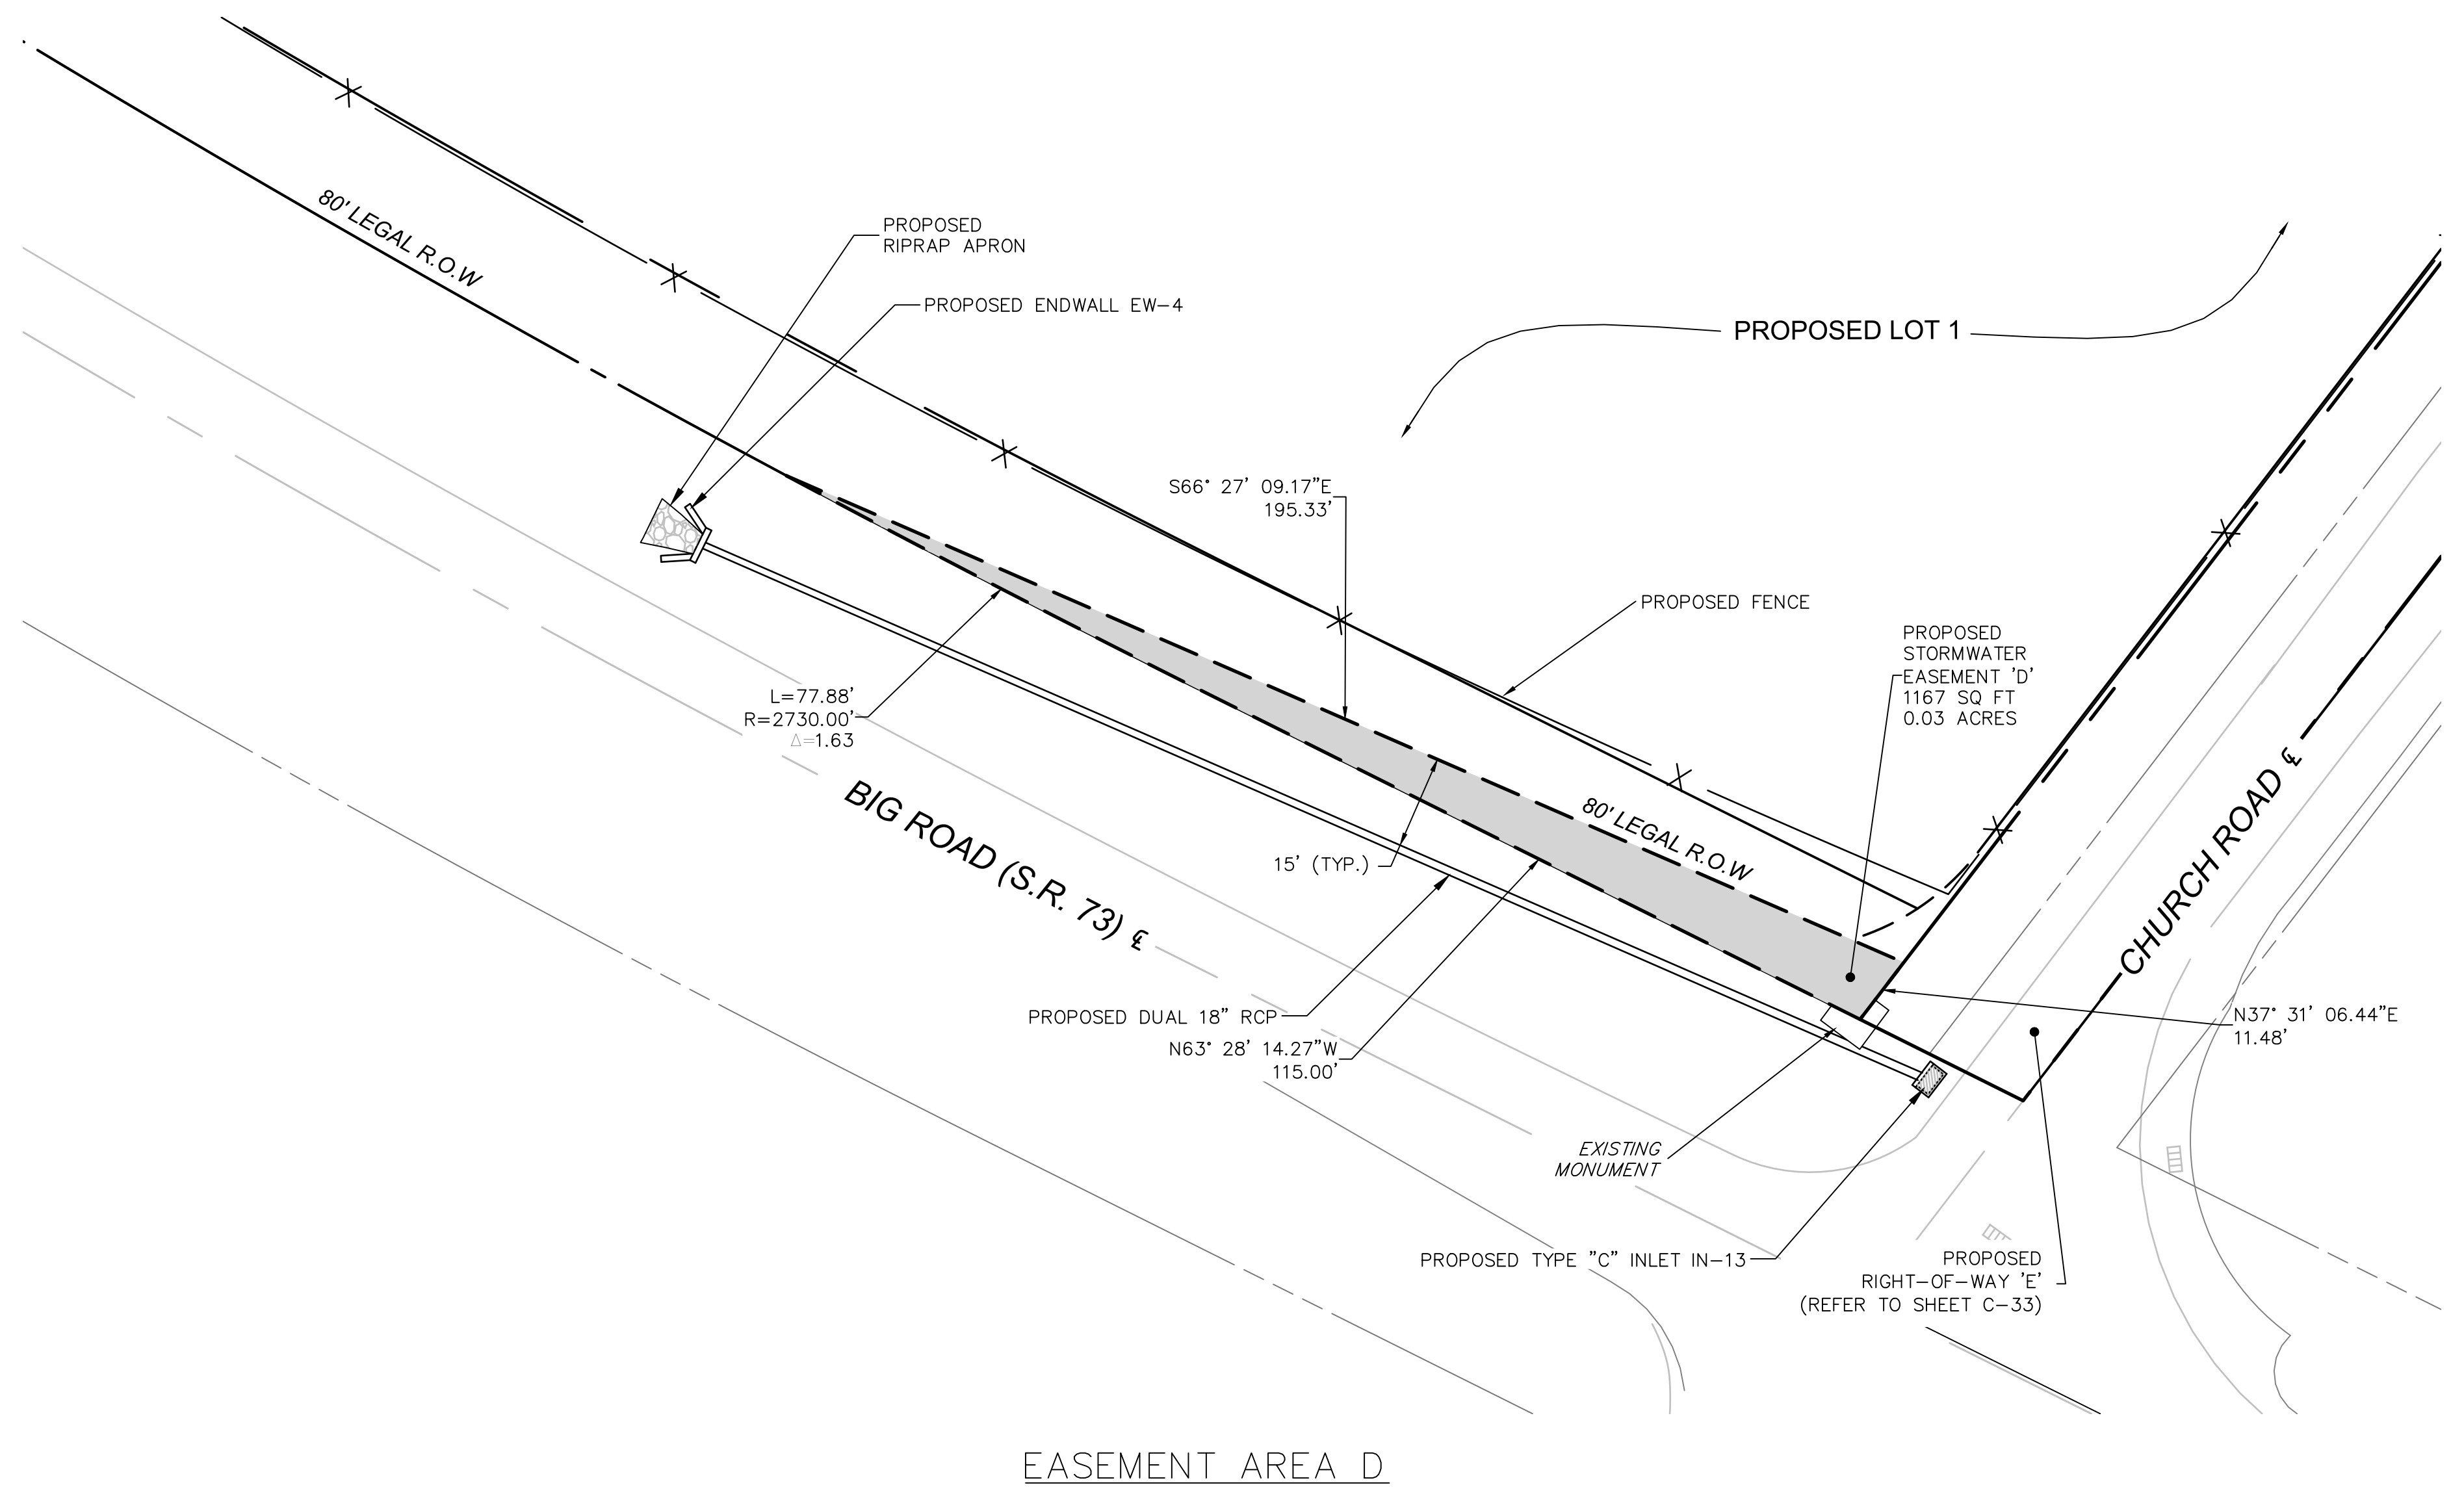 80' LEGAL R.O.W
PROPOSED
RIPRAP APRON
PROPOSED ENDWALL EW-4
PROPOSED LOT 1
S66° 27' 09.17"E
195.33'
PROPOSED FENCE
PROPOSED
STORMWATER
EASEMENT 'D'
1167 SQ FT
0.03 ACRES
L=77.88'
R=2730.00'
Δ=1.63
BIG ROAD (S.R. 73) ℄
80' LEGAL R.O.W
15' (TYP.)
CHURCH ROAD ℄
PROPOSED DUAL 18" RCP
N63° 28' 14.27"W
115.00'
N37° 31' 06.44"E
11.48'
EXISTING
MONUMENT
PROPOSED TYPE "C" INLET IN-13
PROPOSED
RIGHT-OF-WAY 'E'
(REFER TO SHEET C-33)
EASEMENT AREA D